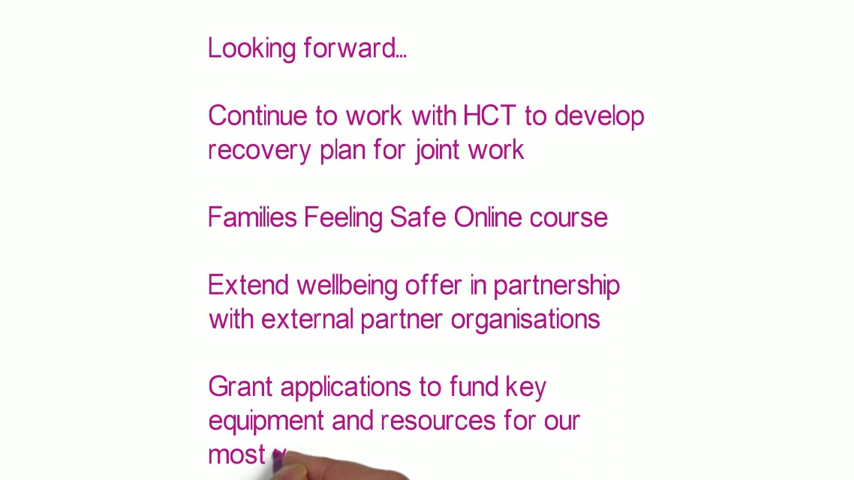 Looking forward...
Continue to work with HCT to develop
recovery plan for joint work
Families Feeling Safe Online course
Extend wellbeing offer in partnership
with external partner organisations
Grant applications to fund key
equipment and resources for our
most